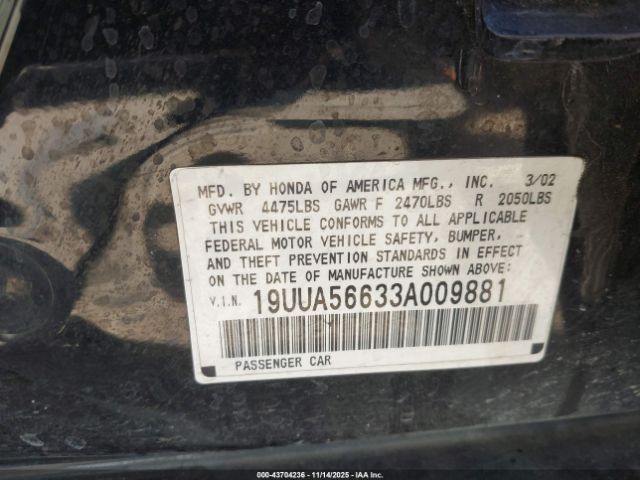 MFD. BY HONDA OF AMERICA MFG., INC. 3/02
GVWR 4475LBS GAWR F 2470LBS R 2050LBS
THIS VEHICLE CONFORMS TO ALL APPLICABLE
FEDERAL MOTOR VEHICLE SAFETY, BUMPER,
AND THEFT PREVENTION STANDARDS IN EFFECT
ON THE DATE OF MANUFACTURE SHOWN ABOVE:
V.I.N. 19UUA56633A009881
PASSENGER CAR
000-43704236 - 11/14/2025 - IAA Inc.